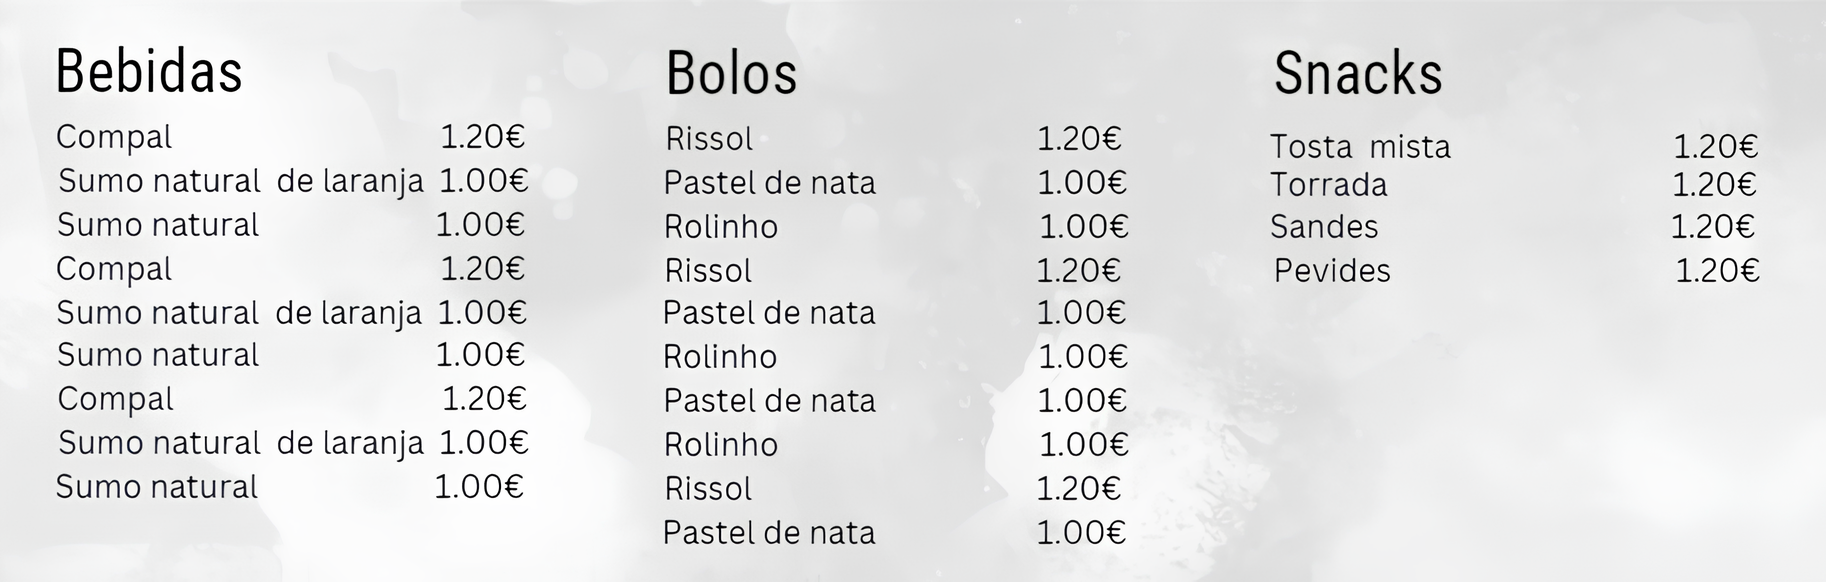 Bebidas
Compal 1.20€
Sumo natural de laranja 1.00€
Sumo natural 1.00€
Compal 1.20€
Sumo natural de laranja 1.00€
Sumo natural 1.00€
Compal 1.20€
Sumo natural de laranja 1.00€
Sumo natural 1.00€
Bolos
Rissol 1.20€
Pastel de nata 1.00€
Rolinho 1.00€
Rissol 1.20€
Pastel de nata 1.00€
Rolinho 1.00€
Pastel de nata 1.00€
Rolinho 1.00€
Rissol 1.20€
Pastel de nata 1.00€
Snacks
Tosta mista 1.20€
Torrada 1.20€
Sandes 1.20€
Pevides 1.20€